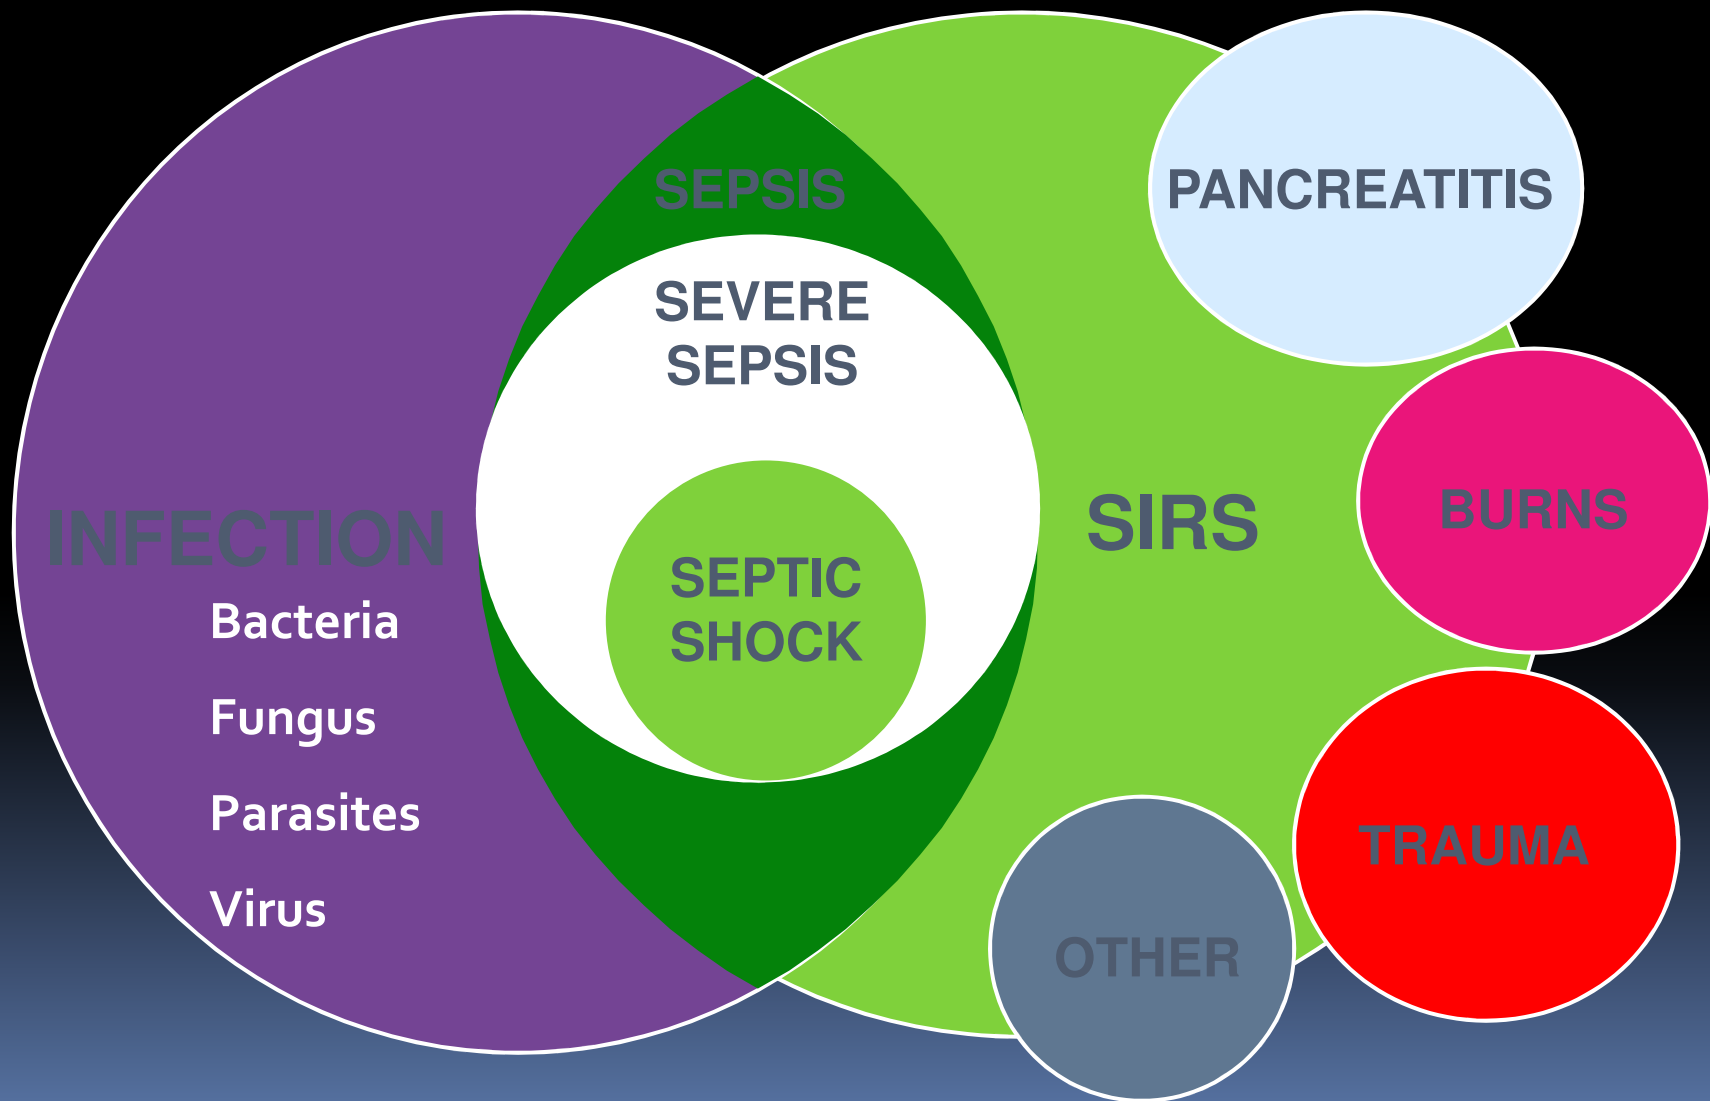 SEPSIS
PANCREATITIS
SEVERE
SEPSIS
INFECTION
SIRS
BURNS
SEPTIC
SHOCK
Bacteria
Fungus
Parasites
Virus
TRAUMA
OTHER